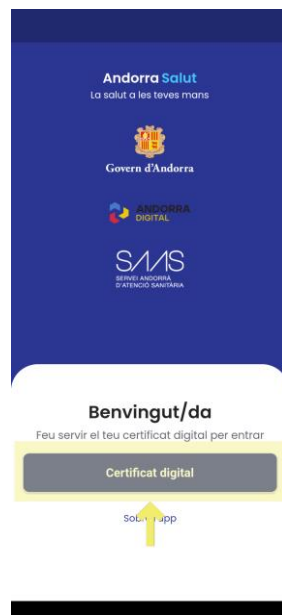 Andorra Salut
La salut a les teves mans
Govern d'Andorra
ANDORRA
DIGITAL
SAAS
SERVEI ANDORRÀ
D'ATENCIÓ SANITÀRIA
Benvingut/da
Feu servir el teu certificat digital per entrar
Certificat digital